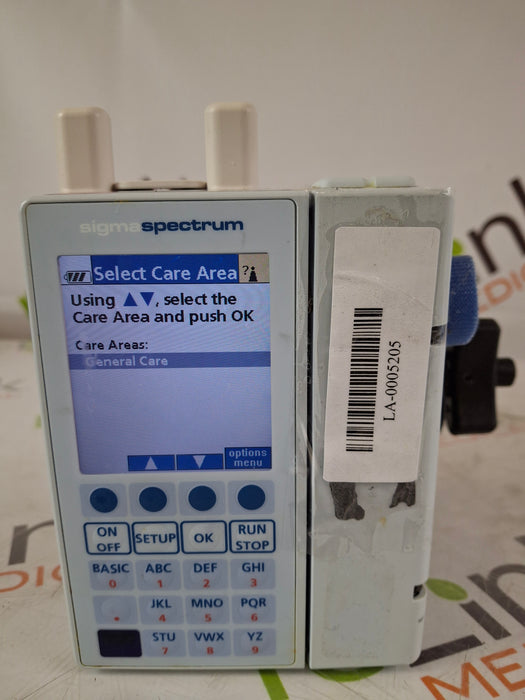 sigmaspectrum
Select Care Area ?
Using ▲▼, select the
Care Area and push OK
Care Areas:
General Care
options
menu
ON
OFF
SETUP
OK
RUN
STOP
BASIC
0
ABC
1
DEF
2
GHI
3
.
JKL
4
MNO
5
PQR
6
STU
7
VWX
8
YZ
9
LA-0005205